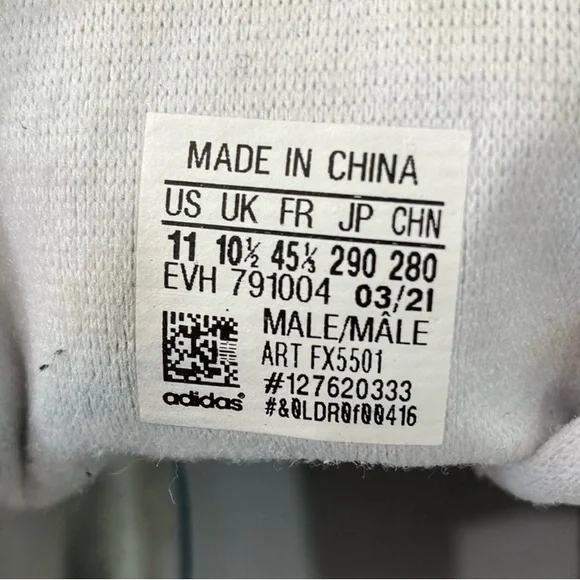 MADE IN CHINA
US UK FR JP CHN
11 10½ 45⅓ 290 280
EVH 791004 03/21
MALE/MÂLE
ART FX5501
#127620333
adidas #&0LDR0f00416